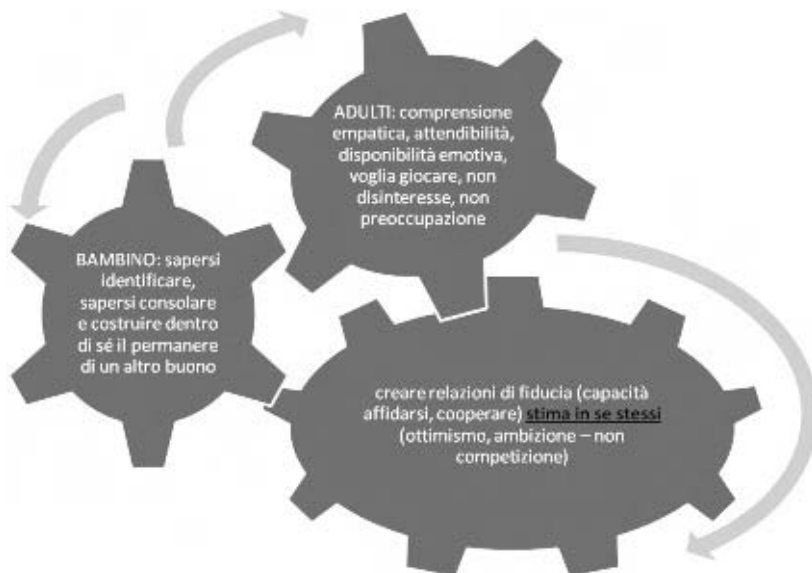 ADULTI: comprensione
empatica, attendibilità,
disponibilità emotiva,
voglia giocare, non
disinteresse, non
preoccupazione
BAMBINO: sapersi
identificare,
sapersi consolare
e costruire dentro
di sé il permanere
di un altro buono
creare relazioni di fiducia (capacità
affidarsi, cooperare) stima in se stessi
(ottimismo, ambizione – non
competizione)